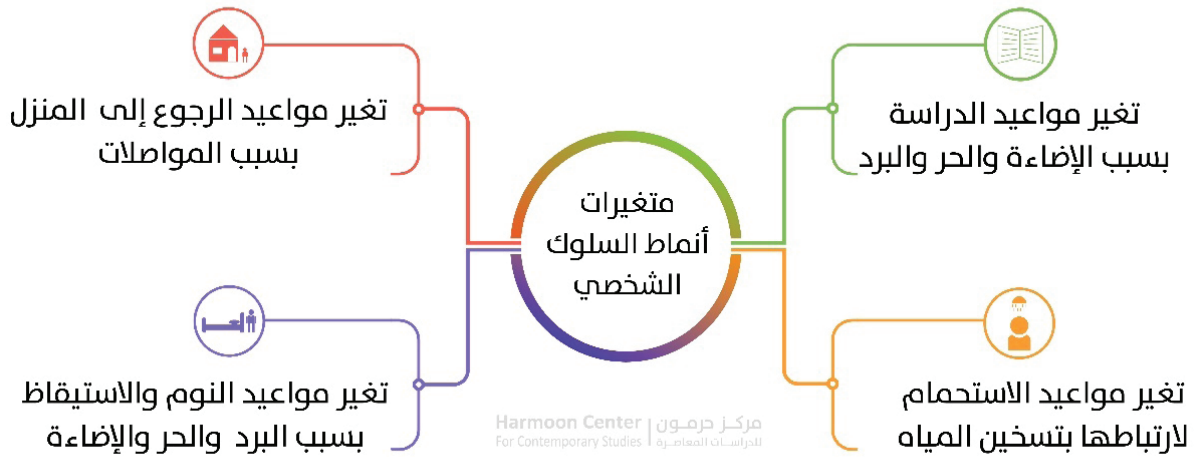 متغيرات
أنماط السلوك
الشخصي
تغير مواعيد الدراسة
بسبب الإضاءة والحر والبرد
تغير مواعيد الرجوع إلى المنزل
بسبب المواصلات
تغير مواعيد الاستحمام
لارتباطها بتسخين المياه
تغير مواعيد النوم والاستيقاظ
بسبب البرد والحر والإضاءة
مركز حرمون
للدراسات المعاصرة
Harmoon Center
For Contemporary Studies